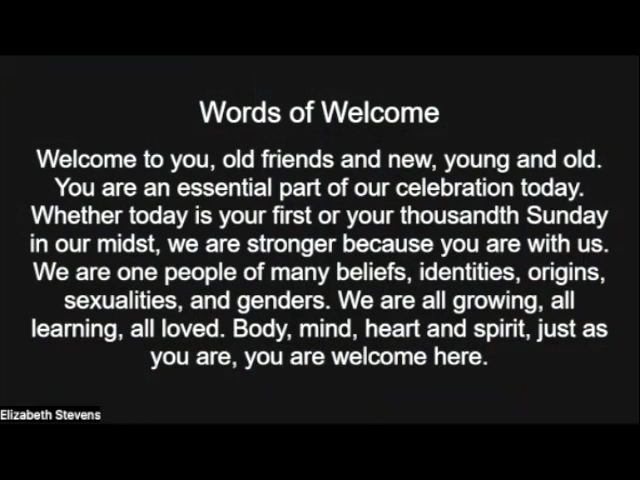 Words of Welcome
Welcome to you, old friends and new, young and old.
You are an essential part of our celebration today.
Whether today is your first or your thousandth Sunday
in our midst, we are stronger because you are with us.
We are one people of many beliefs, identities, origins,
sexualities, and genders. We are all growing, all
learning, all loved. Body, mind, heart and spirit, just as
you are, you are welcome here.
Elizabeth Stevens